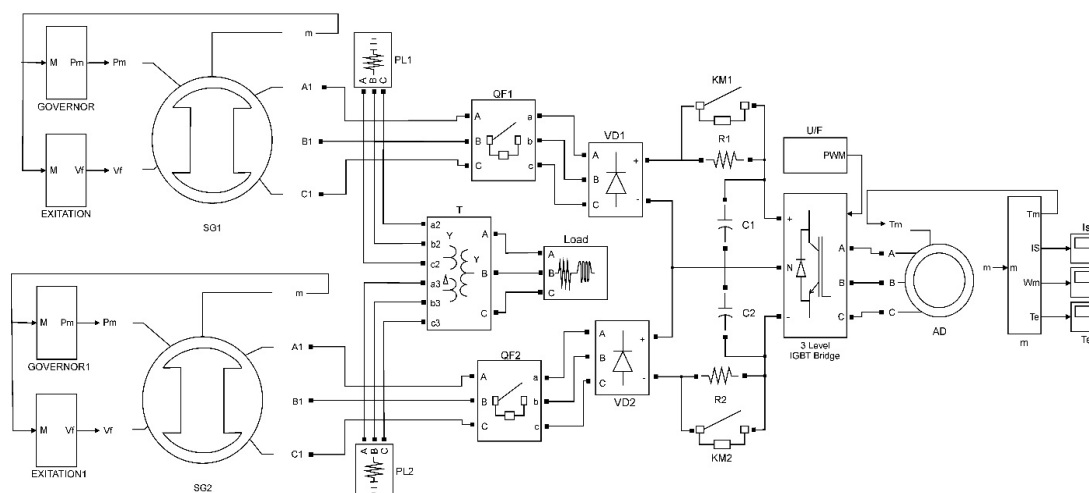 M Pm Pm
GOVERNOR
M Vf Vf
EXITATION
SG1
m
A1
B1
C1
PL1
A B C
QF1
A a
B b
C c
VD1
A +
B
C -
KM1
R1
U/F
PWM
C1
C2
T
Y
Y
Δ
a2
b2
c2
a3
b3
c3
A
B
C
Load
A
B
C
+
N
-
A
B
C
3 Level
IGBT Bridge
Tm
A
B
C
AD
m
m
Tm
IS
Wm
Te
m
Is
Te
M Pm Pm
GOVERNOR1
M Vf Vf
EXITATION1
SG2
m
A1
B1
C1
A B C
PL2
QF2
A a
B b
C c
VD2
A +
B
C -
R2
KM2